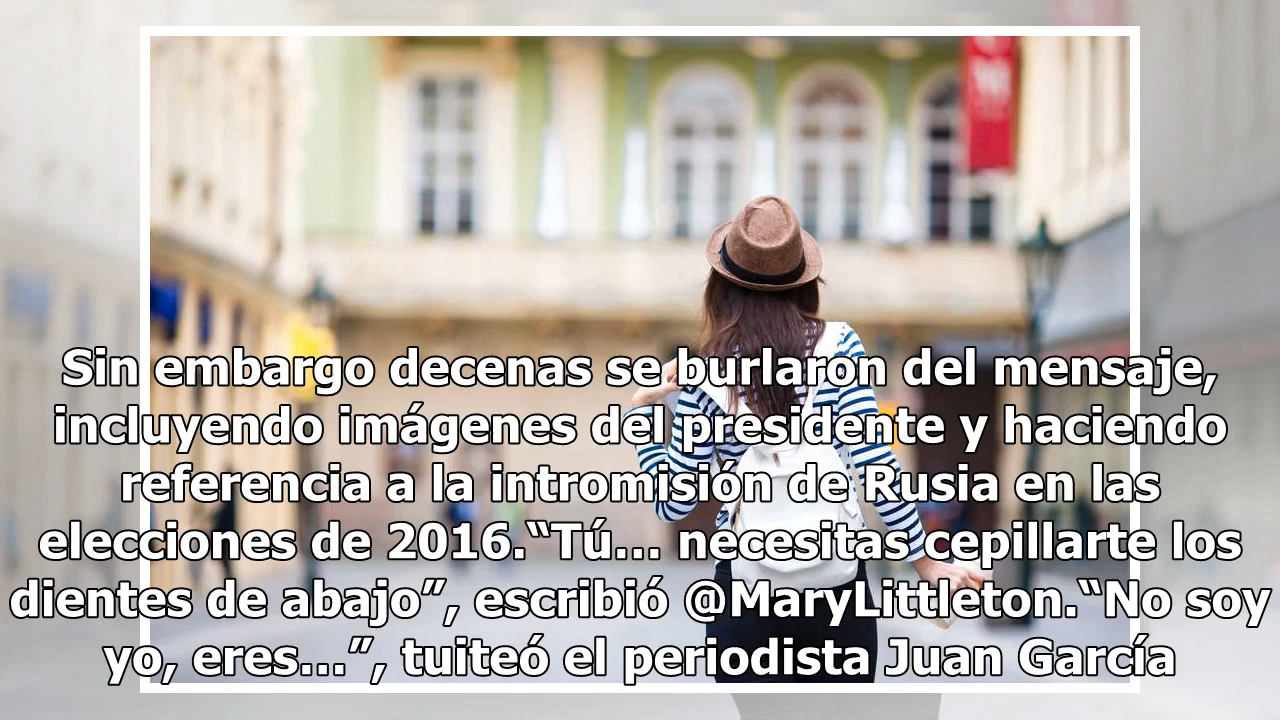 Sin embargo decenas se burlaron del mensaje,
incluyendo imágenes del presidente y haciendo
referencia a la intromisión de Rusia en las
elecciones de 2016.“Tú... necesitas cepillarte los
dientes de abajo”, escribió @MaryLittleton.“No soy
yo, eres...”, tuiteó el periodista Juan García